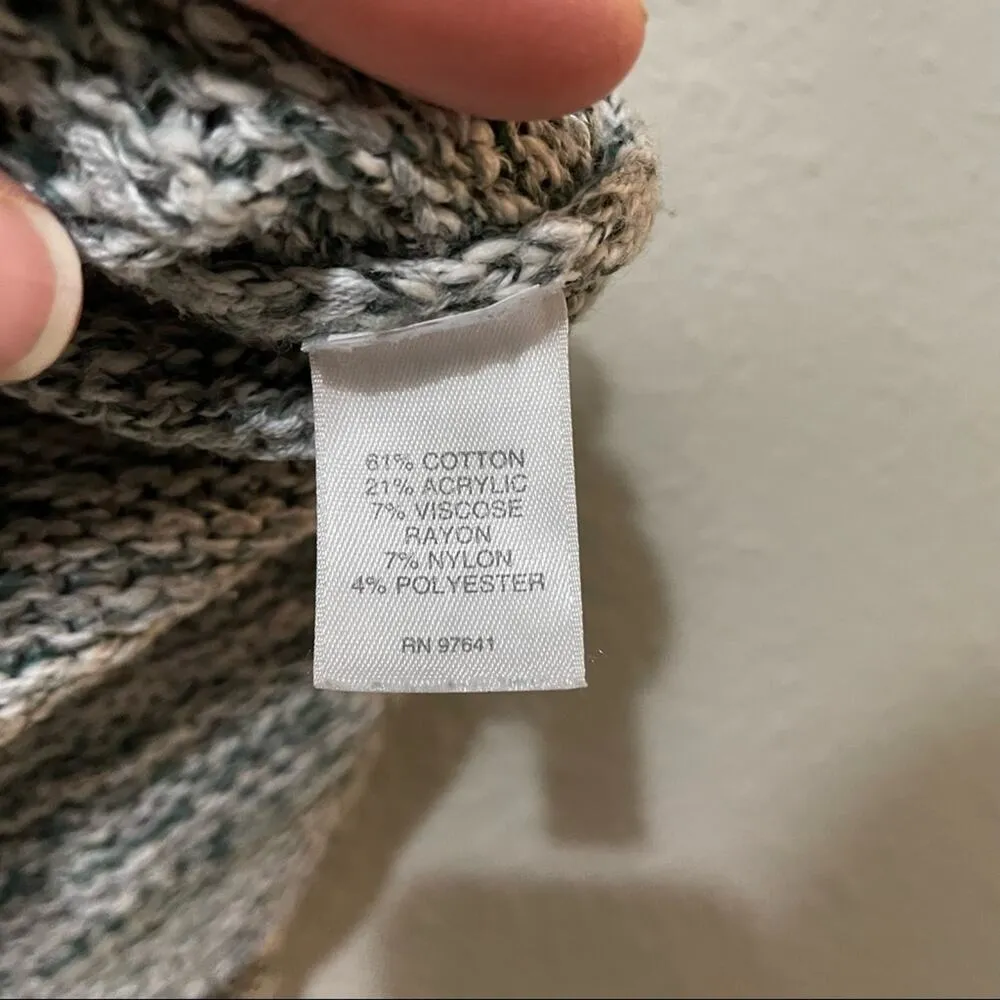 61% COTTON
21% ACRYLIC
7% VISCOSE
RAYON
7% NYLON
4% POLYESTER
RN 97641